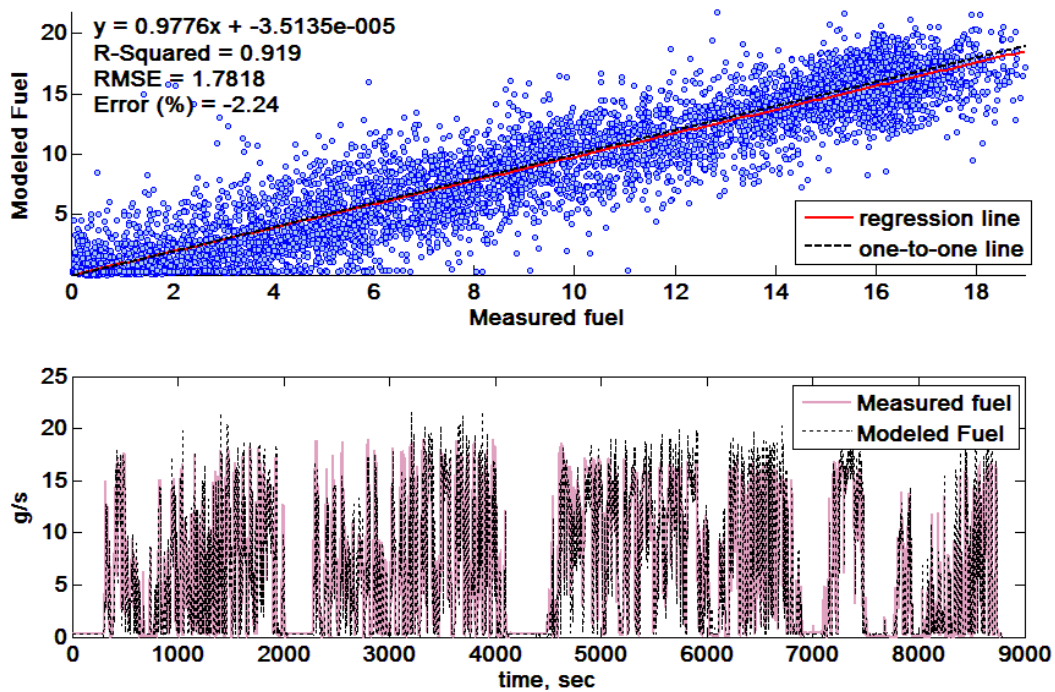 y = 0.9776x + -3.5135e-005
R-Squared = 0.919
RMSE = 1.7818
Error (%) = -2.24
Modeled Fuel
20
15
10
5
0 2 4 6 8 10 12 14 16 18
Measured fuel
regression line
one-to-one line
g/s
25
20
15
10
5
0
0 1000 2000 3000 4000 5000 6000 7000 8000 9000
time, sec
Measured fuel
Modeled Fuel